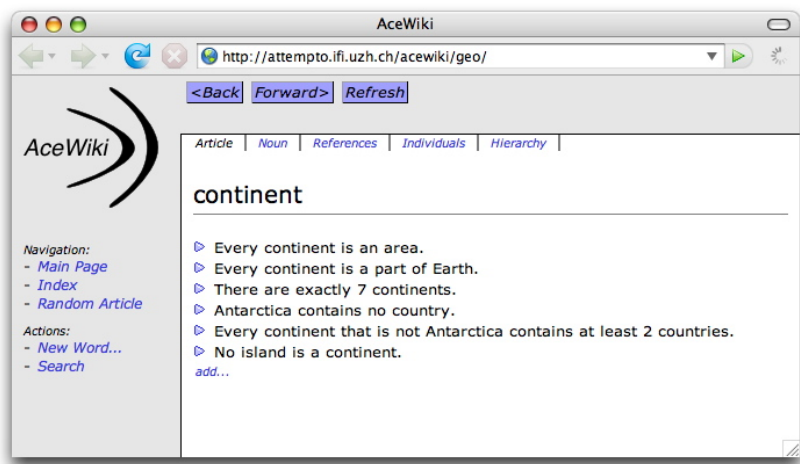 AceWiki
http://attempto.ifi.uzh.ch/acewiki/geo/
<Back Forward> Refresh
AceWiki
Article Noun References Individuals Hierarchy
continent
Every continent is an area.
Every continent is a part of Earth.
There are exactly 7 continents.
Antarctica contains no country.
Every continent that is not Antarctica contains at least 2 countries.
No island is a continent.
add...
Navigation:
- Main Page
- Index
- Random Article
Actions:
- New Word...
- Search